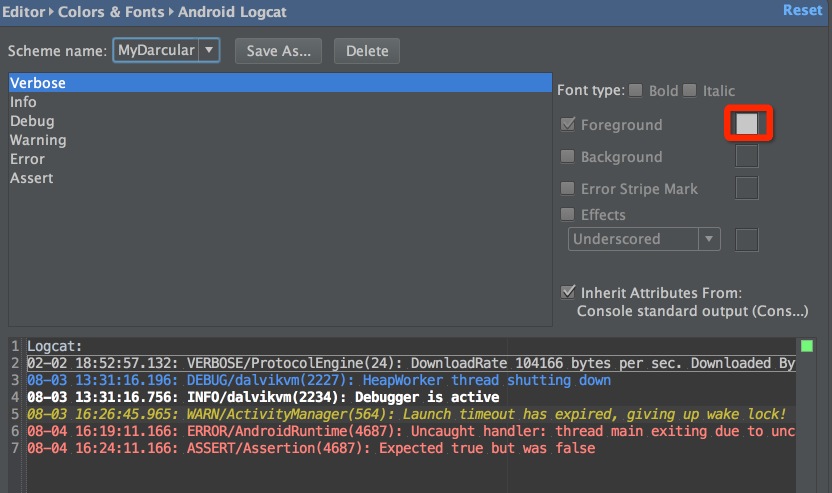 Editor › Colors & Fonts › Android Logcat
Reset
Scheme name: MyDarcular Save As... Delete
Verbose
Info
Debug
Warning
Error
Assert
Font type: Bold Italic
Foreground
Background
Error Stripe Mark
Effects
Underscored
Inherit Attributes From:
Console standard output (Cons...)
1 Logcat:
2 02-02 18:52:57.132: VERBOSE/ProtocolEngine(24): DownloadRate 104166 bytes per sec. Downloaded By
3 08-03 13:31:16.196: DEBUG/dalvikvm(2227): HeapWorker thread shutting down
4 08-03 13:31:16.756: INFO/dalvikvm(2234): Debugger is active
5 08-03 16:26:45.965: WARN/ActivityManager(564): Launch timeout has expired, giving up wake lock!
6 08-04 16:19:11.166: ERROR/AndroidRuntime(4687): Uncaught handler: thread main exiting due to unc
7 08-04 16:24:11.166: ASSERT/Assertion(4687): Expected true but was false